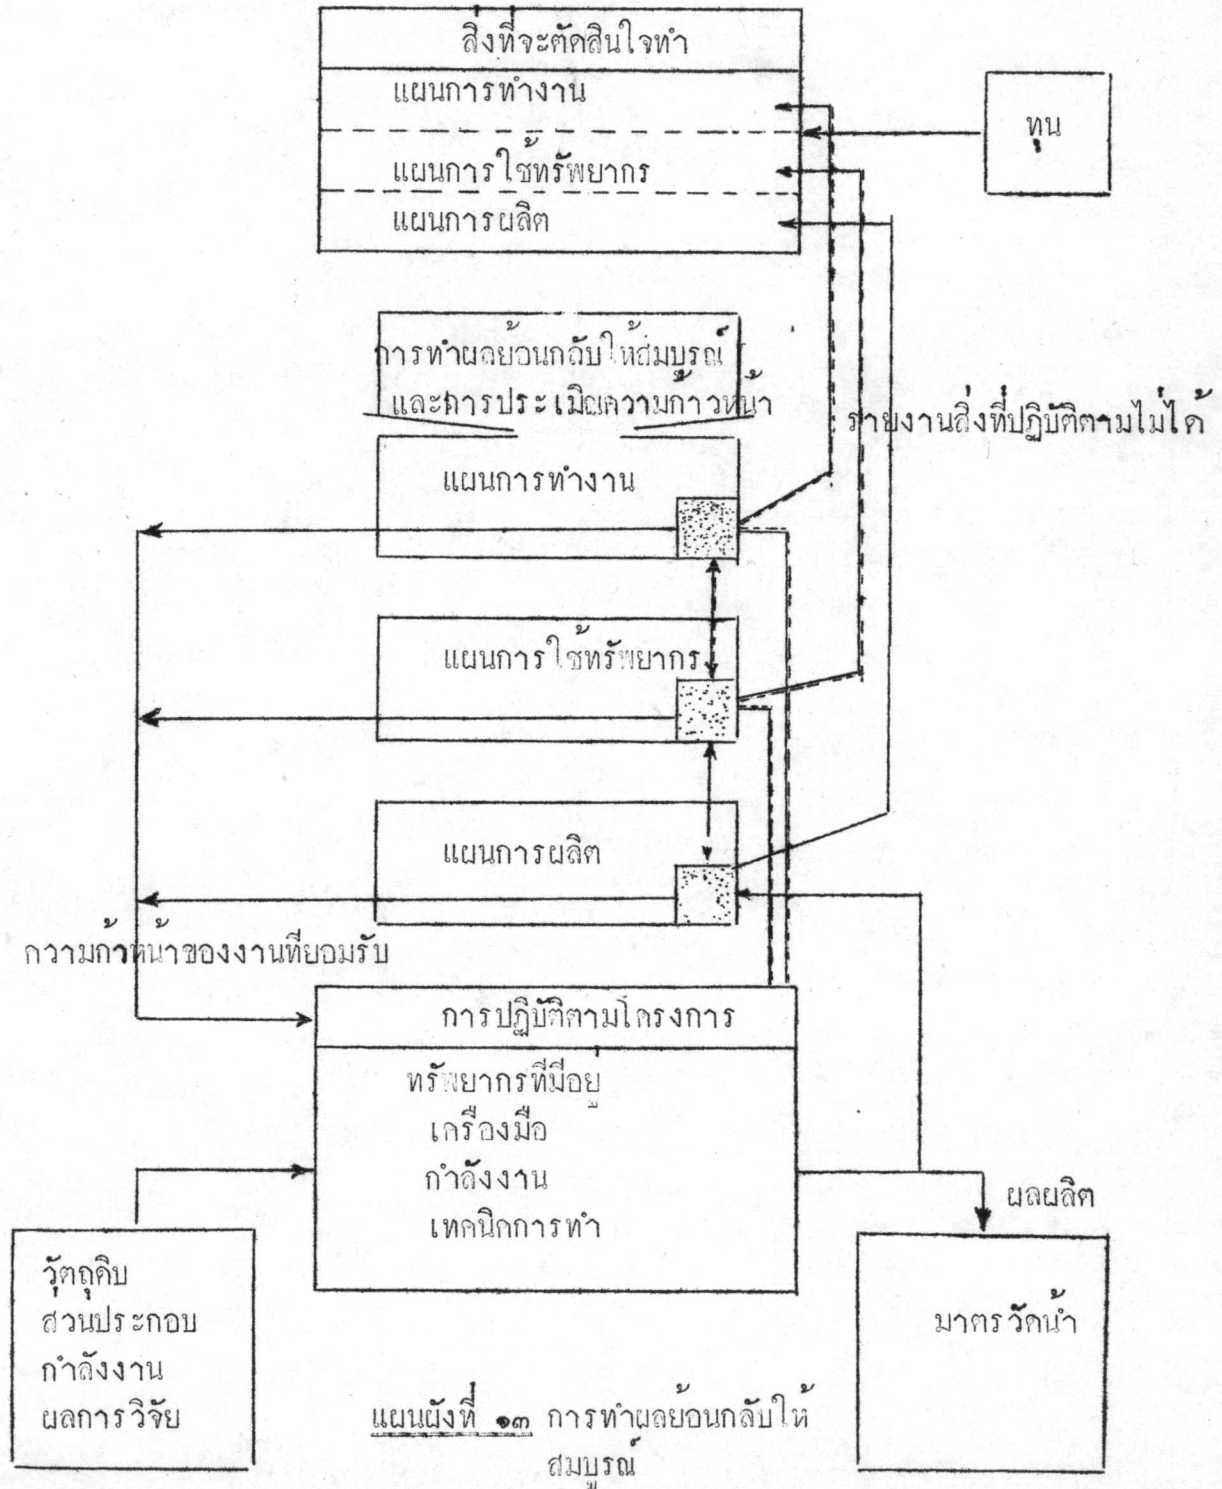 สิ่งที่จะตัดสินใจทำ
แผนการทำงาน
ทุน
แผนการใช้ทรัพยากร
แผนการผลิต
การทำผลย้อนกลับให้สมบูรณ์
และการประเมิณความก้าวหน้า
รายงานสิ่งที่ปฏิบัติตามไม่ได้
แผนการทำงาน
แผนการใช้ทรัพยากร
แผนการผลิต
ความก้าหน้าของงานที่ยอมรับ
การปฏิบัติตามโครงการ
ทรัพยากรที่มีอยู่
เครื่องมือ
กำลังงาน
เทคนิคการทำ
ผลผลิต
วัตถุดิบ
ส่วนประกอบ
กำลังงาน
ผลการวิจัย
มาตรวัดน้ำ
แผนผังที่ ๑๓ การทำผลย้อนกลับให้
สมบูรณ์